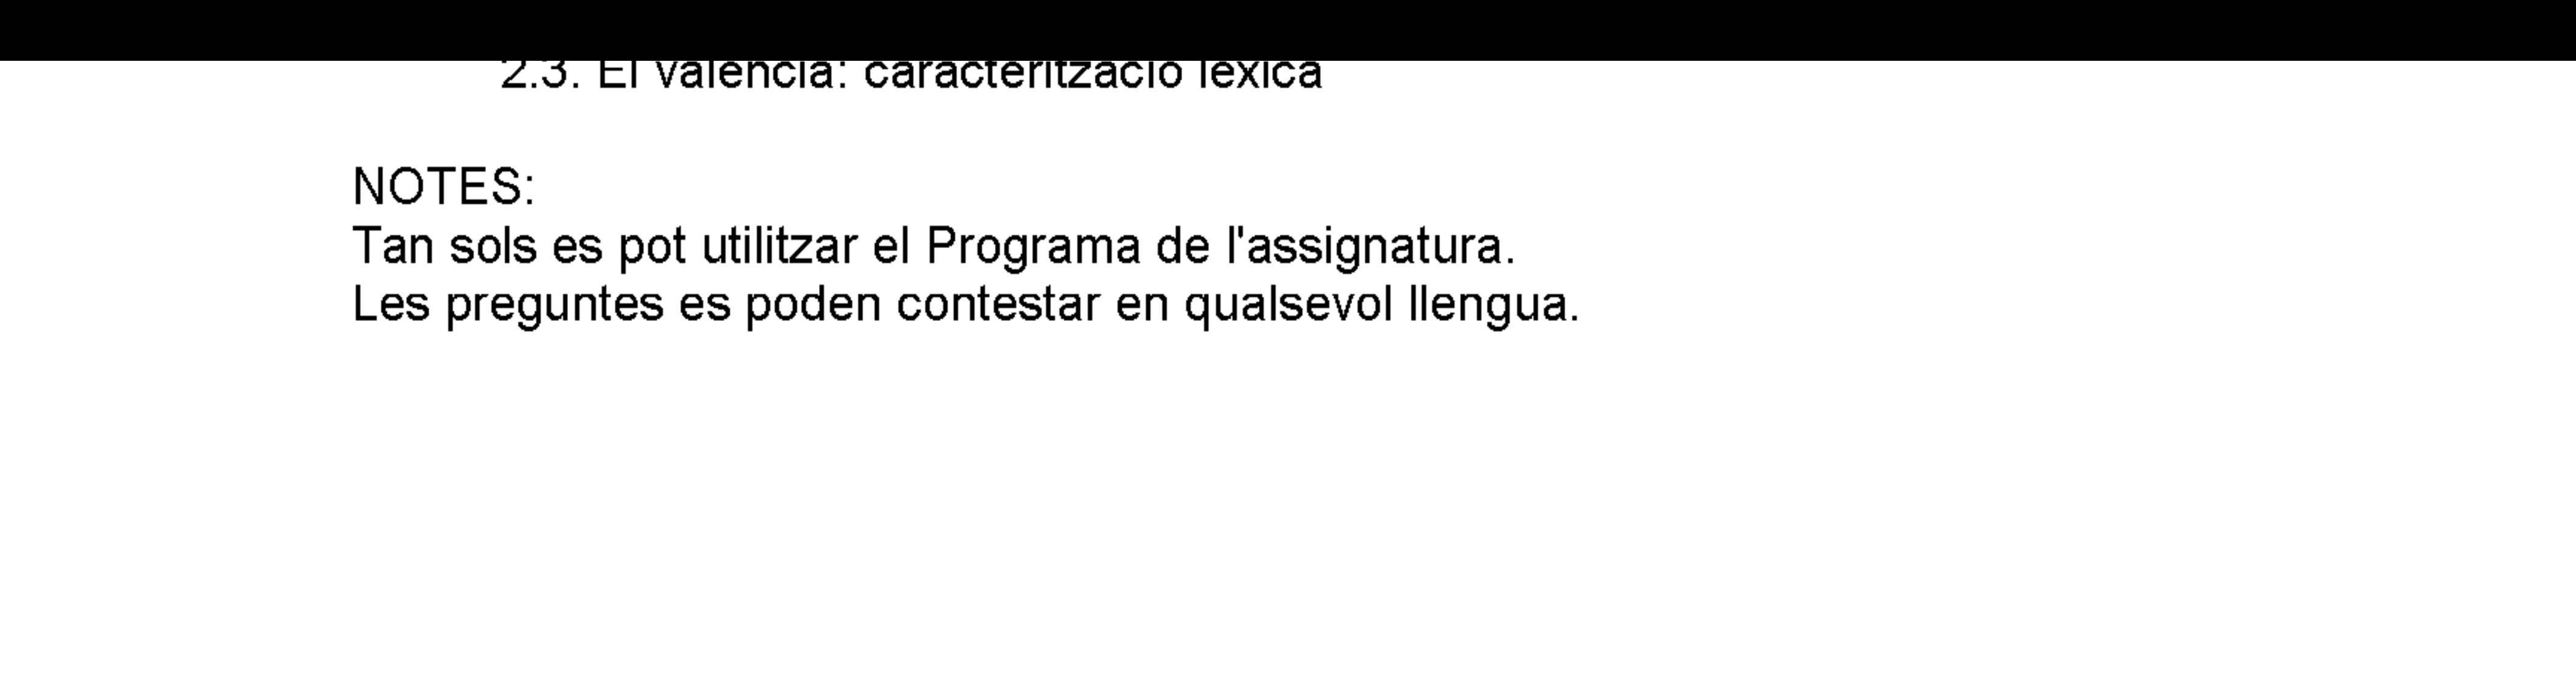 2.3. El valencià: caracterització lèxica
NOTES:
Tan sols es pot utilitzar el Programa de l'assignatura.
Les preguntes es poden contestar en qualsevol llengua.